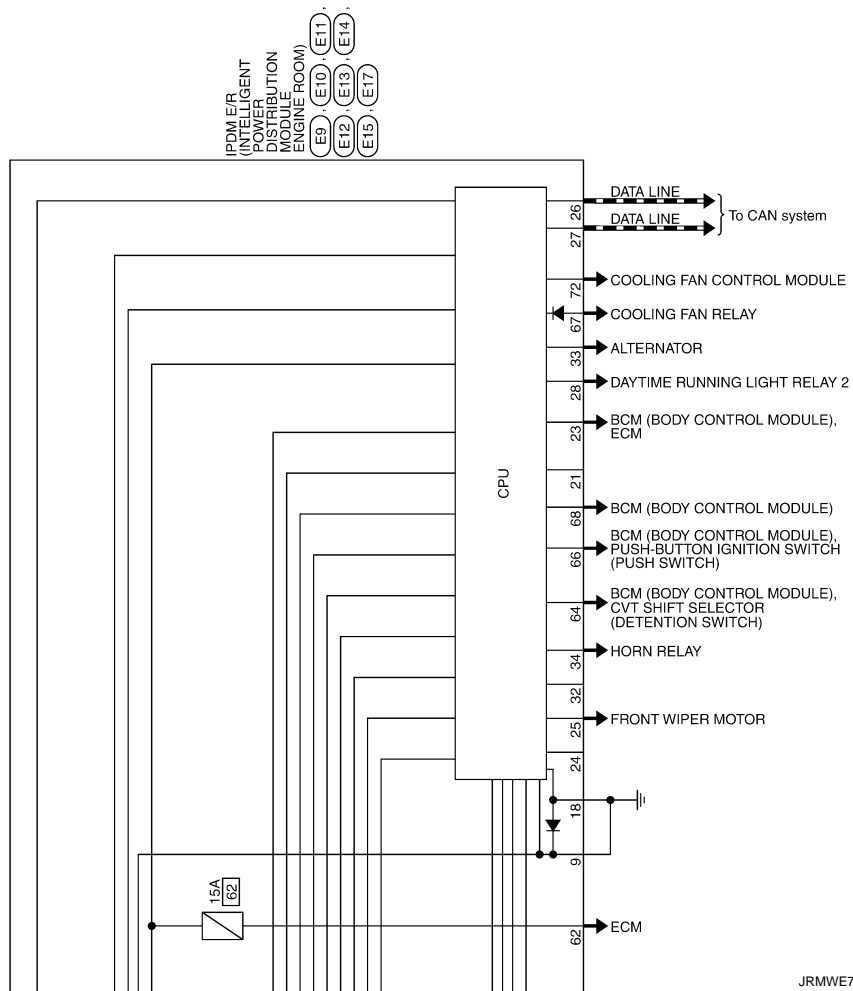 IPDM E/R
(INTELLIGENT
POWER
DISTRIBUTION
MODULE
ENGINE ROOM)
E9 , E10 , E11 ,
E12 , E13 , E14 ,
E15 , E17
CPU
26 DATA LINE
27 DATA LINE
To CAN system
72 COOLING FAN CONTROL MODULE
67 COOLING FAN RELAY
33 ALTERNATOR
28 DAYTIME RUNNING LIGHT RELAY 2
23 BCM (BODY CONTROL MODULE),
ECM
21
68 BCM (BODY CONTROL MODULE)
66 BCM (BODY CONTROL MODULE),
PUSH-BUTTON IGNITION SWITCH
(PUSH SWITCH)
64 BCM (BODY CONTROL MODULE),
CVT SHIFT SELECTOR
(DETENTION SWITCH)
34 HORN RELAY
32
25 FRONT WIPER MOTOR
24
18
9
15A
62
62 ECM
JRMWE7